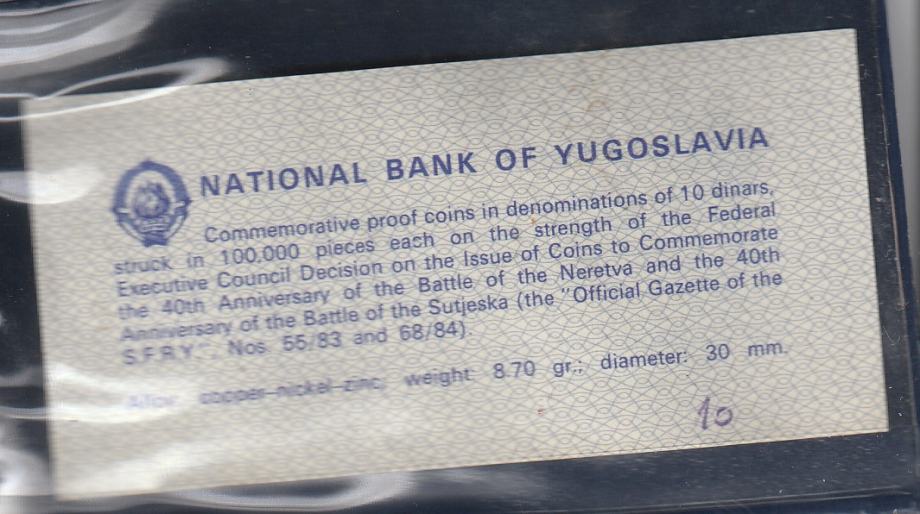 NATIONAL BANK OF YUGOSLAVIA
Commemorative proof coins in denominations of 10 dinars,
struck in 100.000 pieces each on the strength of the Federal
Executive Council Decision on the Issue of Coins to Commemorate
the 40th Anniversary of the Battle of the Neretva and the 40th
Anniversary of the Battle of the Sutjeska (the "Official Gazette of the
S.F.R.Y.", Nos. 55/83 and 68/84).
Alloy: copper–nickel–zinc; weight: 8.70 gr.; diameter: 30 mm.
10